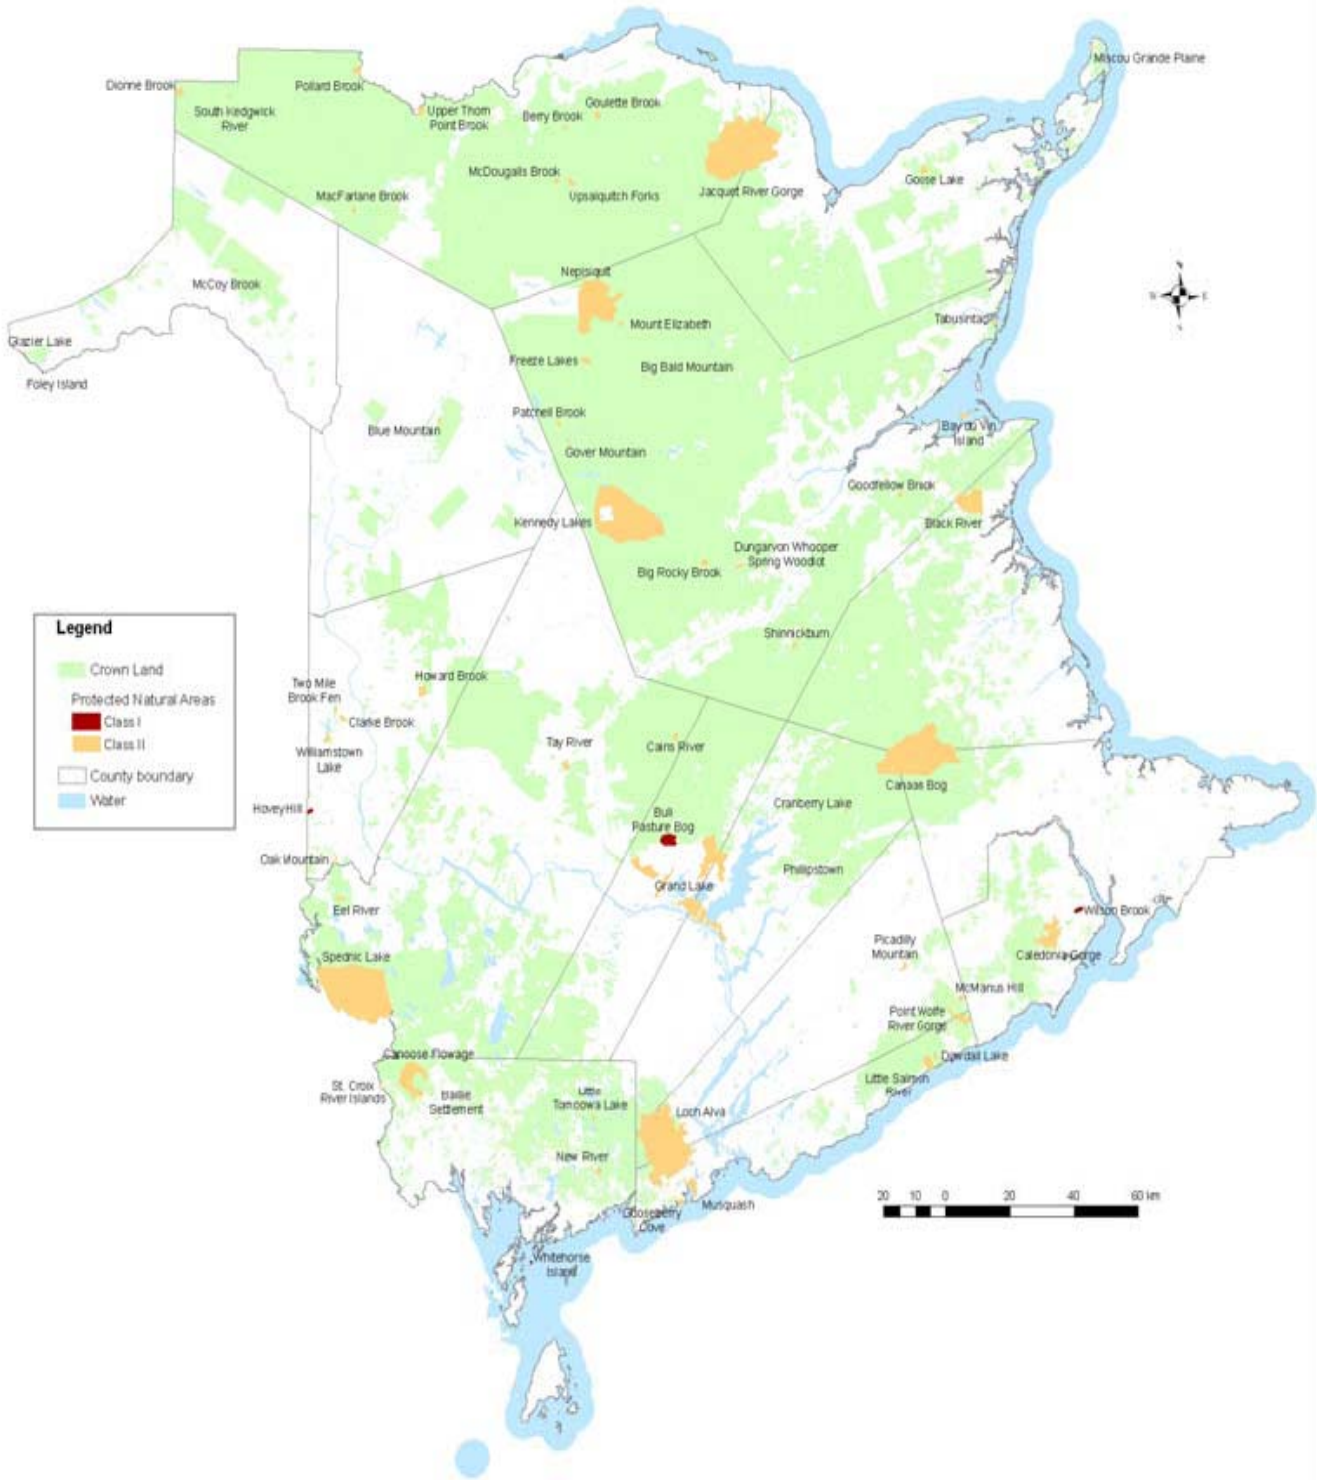 Miscou Grande Plaine
Dionne Brook
Pollard Brook
South Kedgwick
River
Upper Thorn
Point Brook
Berry Brook
Goulette Brook
McDougalls Brook
Upsalquitch Forks
Jacquet River Gorge
Goose Lake
MacFarlane Brook
McCoy Brook
Nepisiquit
Mount Elizabeth
Tabusintac
Glazier Lake
Foley Island
Freeze Lakes
Big Bald Mountain
Patchell Brook
Blue Mountain
Gover Mountain
Bay du Vin
Island
Goodfellow Brook
Kennedy Lakes
Black River
Dungarvon Whooper
Spring Woodlot
Big Rocky Brook
N
W
E
S
Legend
Crown Land
Protected Natural Areas
Class I
Class II
County boundary
Water
Shinnickburn
Howard Brook
Two Mile
Brook Fen
Clarke Brook
Williamstown
Lake
Tay River
Cains River
Canaan Bog
Hovey Hill
Bull
Pasture Bog
Cranberry Lake
Oak Mountain
Phillipstown
Grand Lake
Eel River
Wilson Brook
Spednic Lake
Picadilly
Mountain
Caledonia Gorge
McManus Hill
Point Wolfe
River Gorge
Canoose Flowage
Dowdall Lake
St. Croix
River Islands
Baillie
Settlement
Little
Tomoowa Lake
Little Salmon
River
Loch Alva
New River
Musquash
Gooseberry
Cove
20 10 0 20 40 60 km
Whitehorse
Island